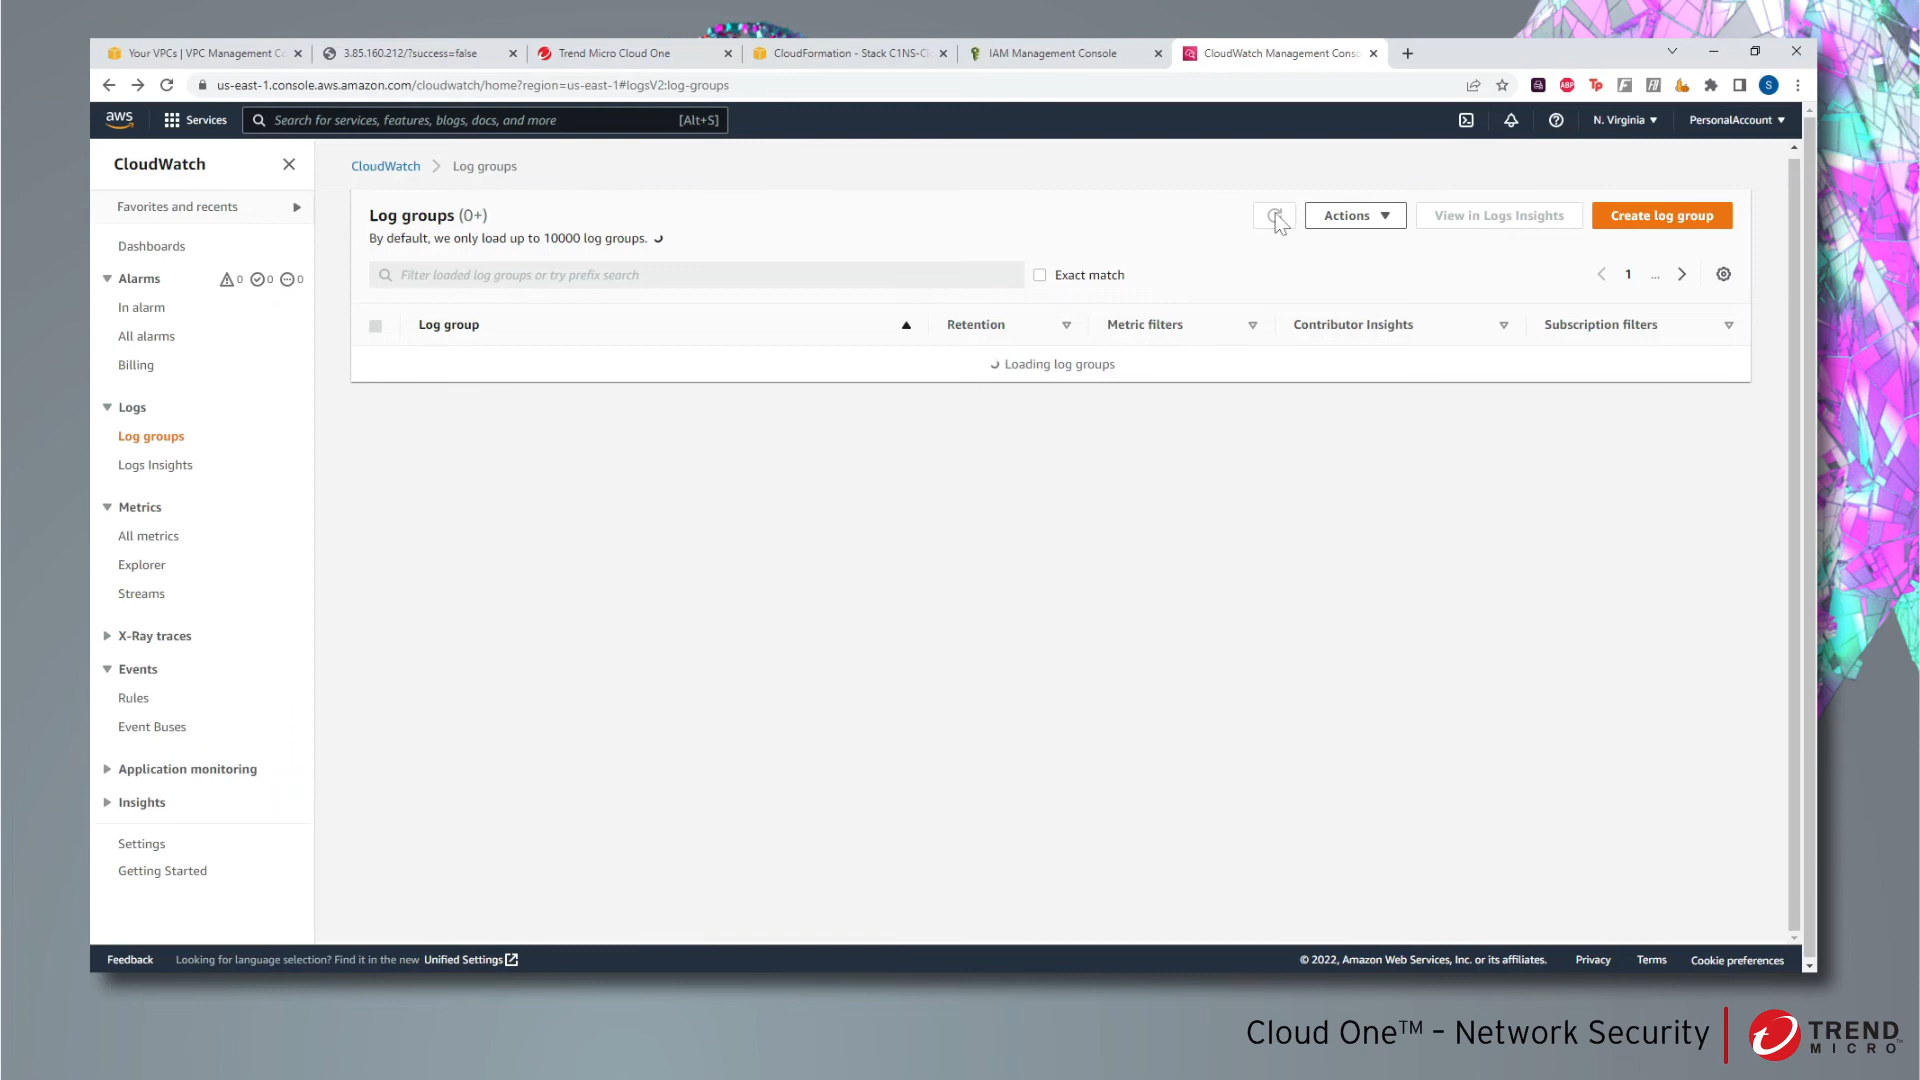 Your VPCs | VPC Management Co
3.85.160.212/?success=false
Trend Micro Cloud One
CloudFormation - Stack C1NS-Cl
IAM Management Console
CloudWatch Management Conso
us-east-1.console.aws.amazon.com/cloudwatch/home?region=us-east-1#logsV2:log-groups
ABP
Tp
S
aws
Services
Search for services, features, blogs, docs, and more
[Alt+S]
N. Virginia
PersonalAccount
CloudWatch
Favorites and recents
Dashboards
Alarms
0
0
0
In alarm
All alarms
Billing
Logs
Log groups
Logs Insights
Metrics
All metrics
Explorer
Streams
X-Ray traces
Events
Rules
Event Buses
Application monitoring
Insights
Settings
Getting Started
CloudWatch
Log groups
Log groups (0+)
By default, we only load up to 10000 log groups.
Actions
View in Logs Insights
Create log group
Filter loaded log groups or try prefix search
Exact match
1
...
Log group
Retention
Metric filters
Contributor Insights
Subscription filters
Loading log groups
Feedback
Looking for language selection? Find it in the new Unified Settings
© 2022, Amazon Web Services, Inc. or its affiliates.
Privacy
Terms
Cookie preferences
Cloud One™ – Network Security
TREND
MICRO™